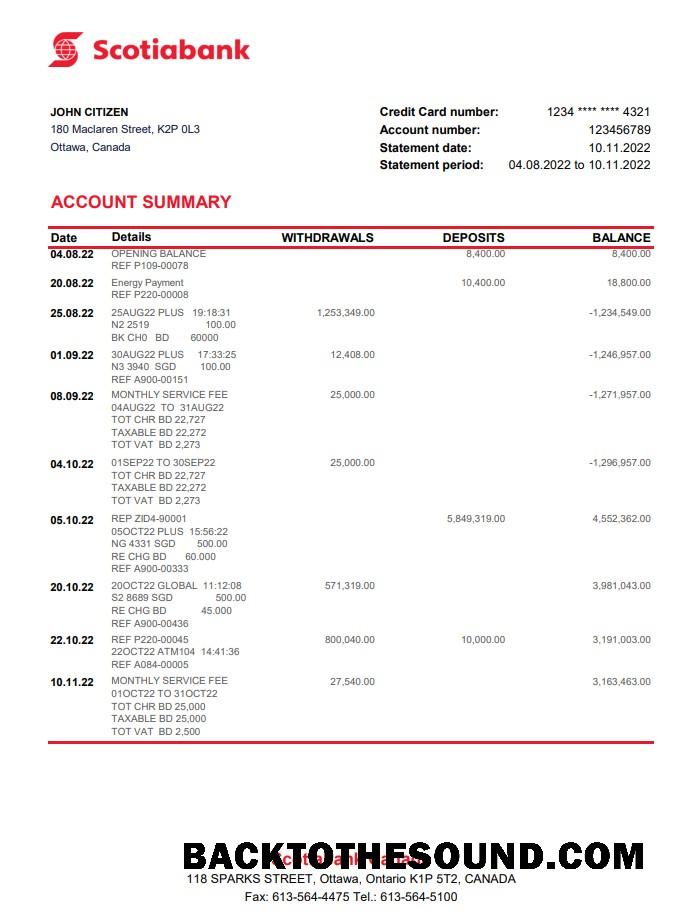 Scotiabank
JOHN CITIZEN
180 Maclaren Street, K2P 0L3
Ottawa, Canada
Credit Card number: 1234 **** **** 4321
Account number: 123456789
Statement date: 10.11.2022
Statement period: 04.08.2022 to 10.11.2022
ACCOUNT SUMMARY
Date Details WITHDRAWALS DEPOSITS BALANCE
04.08.22 OPENING BALANCE 8,400.00 8,400.00
REF P109-00078
20.08.22 Energy Payment 10,400.00 18,800.00
REF P220-00008
25.08.22 25AUG22 PLUS 19:18:31 1,253,349.00 -1,234,549.00
N2 2519 100.00
BK CH0 BD 60000
01.09.22 30AUG22 PLUS 17:33:25 12,408.00 -1,246,957.00
N3 3940 SGD 100.00
REF A900-00151
08.09.22 MONTHLY SERVICE FEE 25,000.00 -1,271,957.00
04AUG22 TO 31AUG22
TOT CHR BD 22,727
TAXABLE BD 22,272
TOT VAT BD 2,273
04.10.22 01SEP22 TO 30SEP22 25,000.00 -1,296,957.00
TOT CHR BD 22,727
TAXABLE BD 22,272
TOT VAT BD 2,273
05.10.22 REP ZID4-90001 5,849,319.00 4,552,362.00
05OCT22 PLUS 15:56:22
NG 4331 SGD 500.00
RE CHG BD 60.000
REF A900-00333
20.10.22 20OCT22 GLOBAL 11:12:08 571,319.00 3,981,043.00
S2 8689 SGD 500.00
RE CHG BD 45.000
REF A900-00436
22.10.22 REF P220-00045 800,040.00 10,000.00 3,191,003.00
22OCT22 ATM104 14:41:36
REF A084-00005
10.11.22 MONTHLY SERVICE FEE 27,540.00 3,163,463.00
01OCT22 TO 31OCT22
TOT CHR BD 25,000
TAXABLE BD 25,000
TOT VAT BD 2,500
BACKTOTHESOUND.COM
118 SPARKS STREET, Ottawa, Ontario K1P 5T2, CANADA
Fax: 613-564-4475 Tel.: 613-564-5100